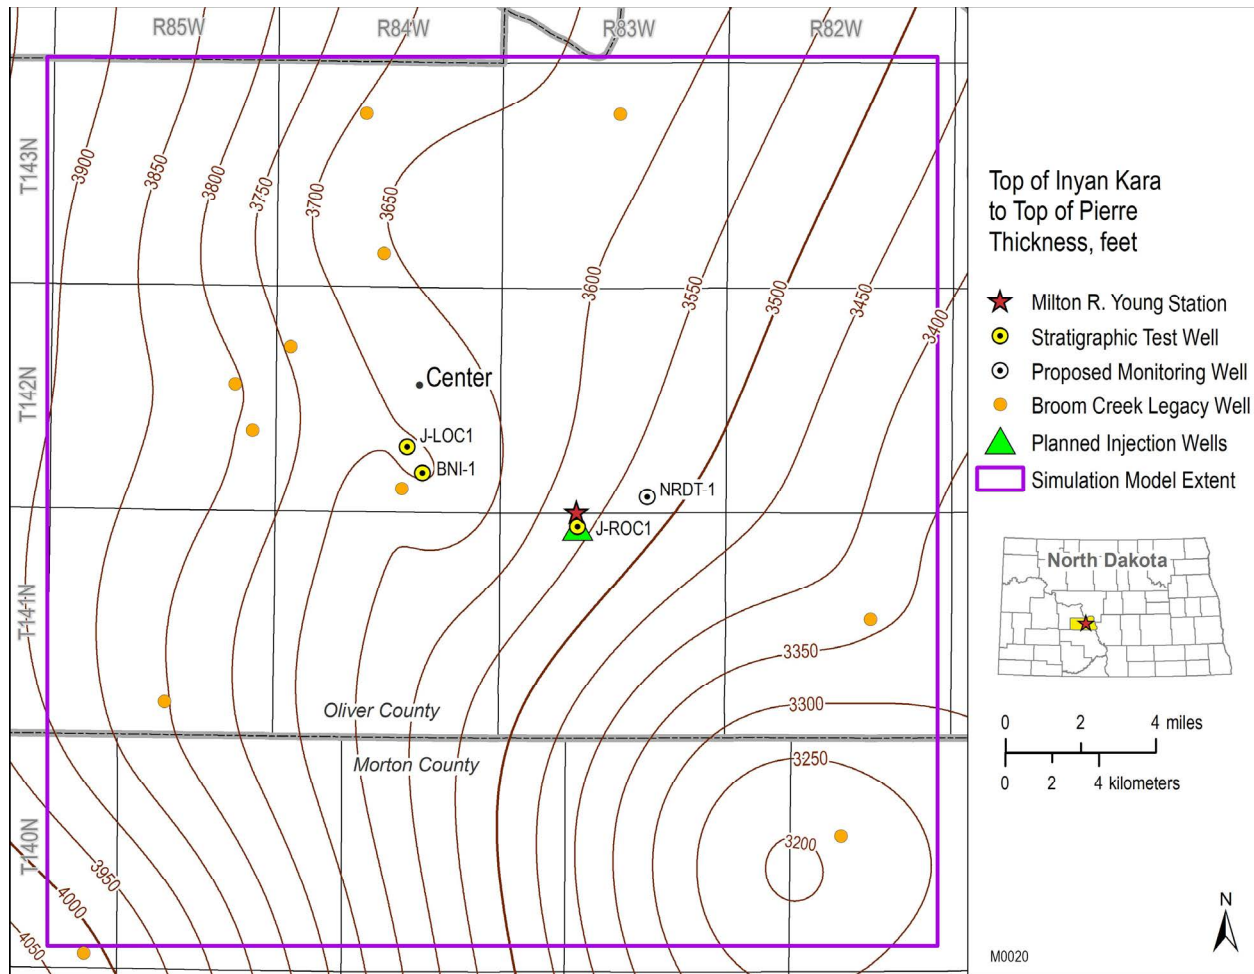 R85W
R84W
R83W
R82W
T143N
T142N
T141N
T140N
3900
3850
3800
3750
3700
3650
3600
3550
3500
3450
3400
3350
3300
3250
3200
3950
4000
4050
Center
J-LOC1
BNI-1
NRDT-1
J-ROC1
Oliver County
Morton County
Top of Inyan Kara
to Top of Pierre
Thickness, feet
Milton R. Young Station
Stratigraphic Test Well
Proposed Monitoring Well
Broom Creek Legacy Well
Planned Injection Wells
Simulation Model Extent
North Dakota
0 2 4 miles
0 2 4 kilometers
N
M0020